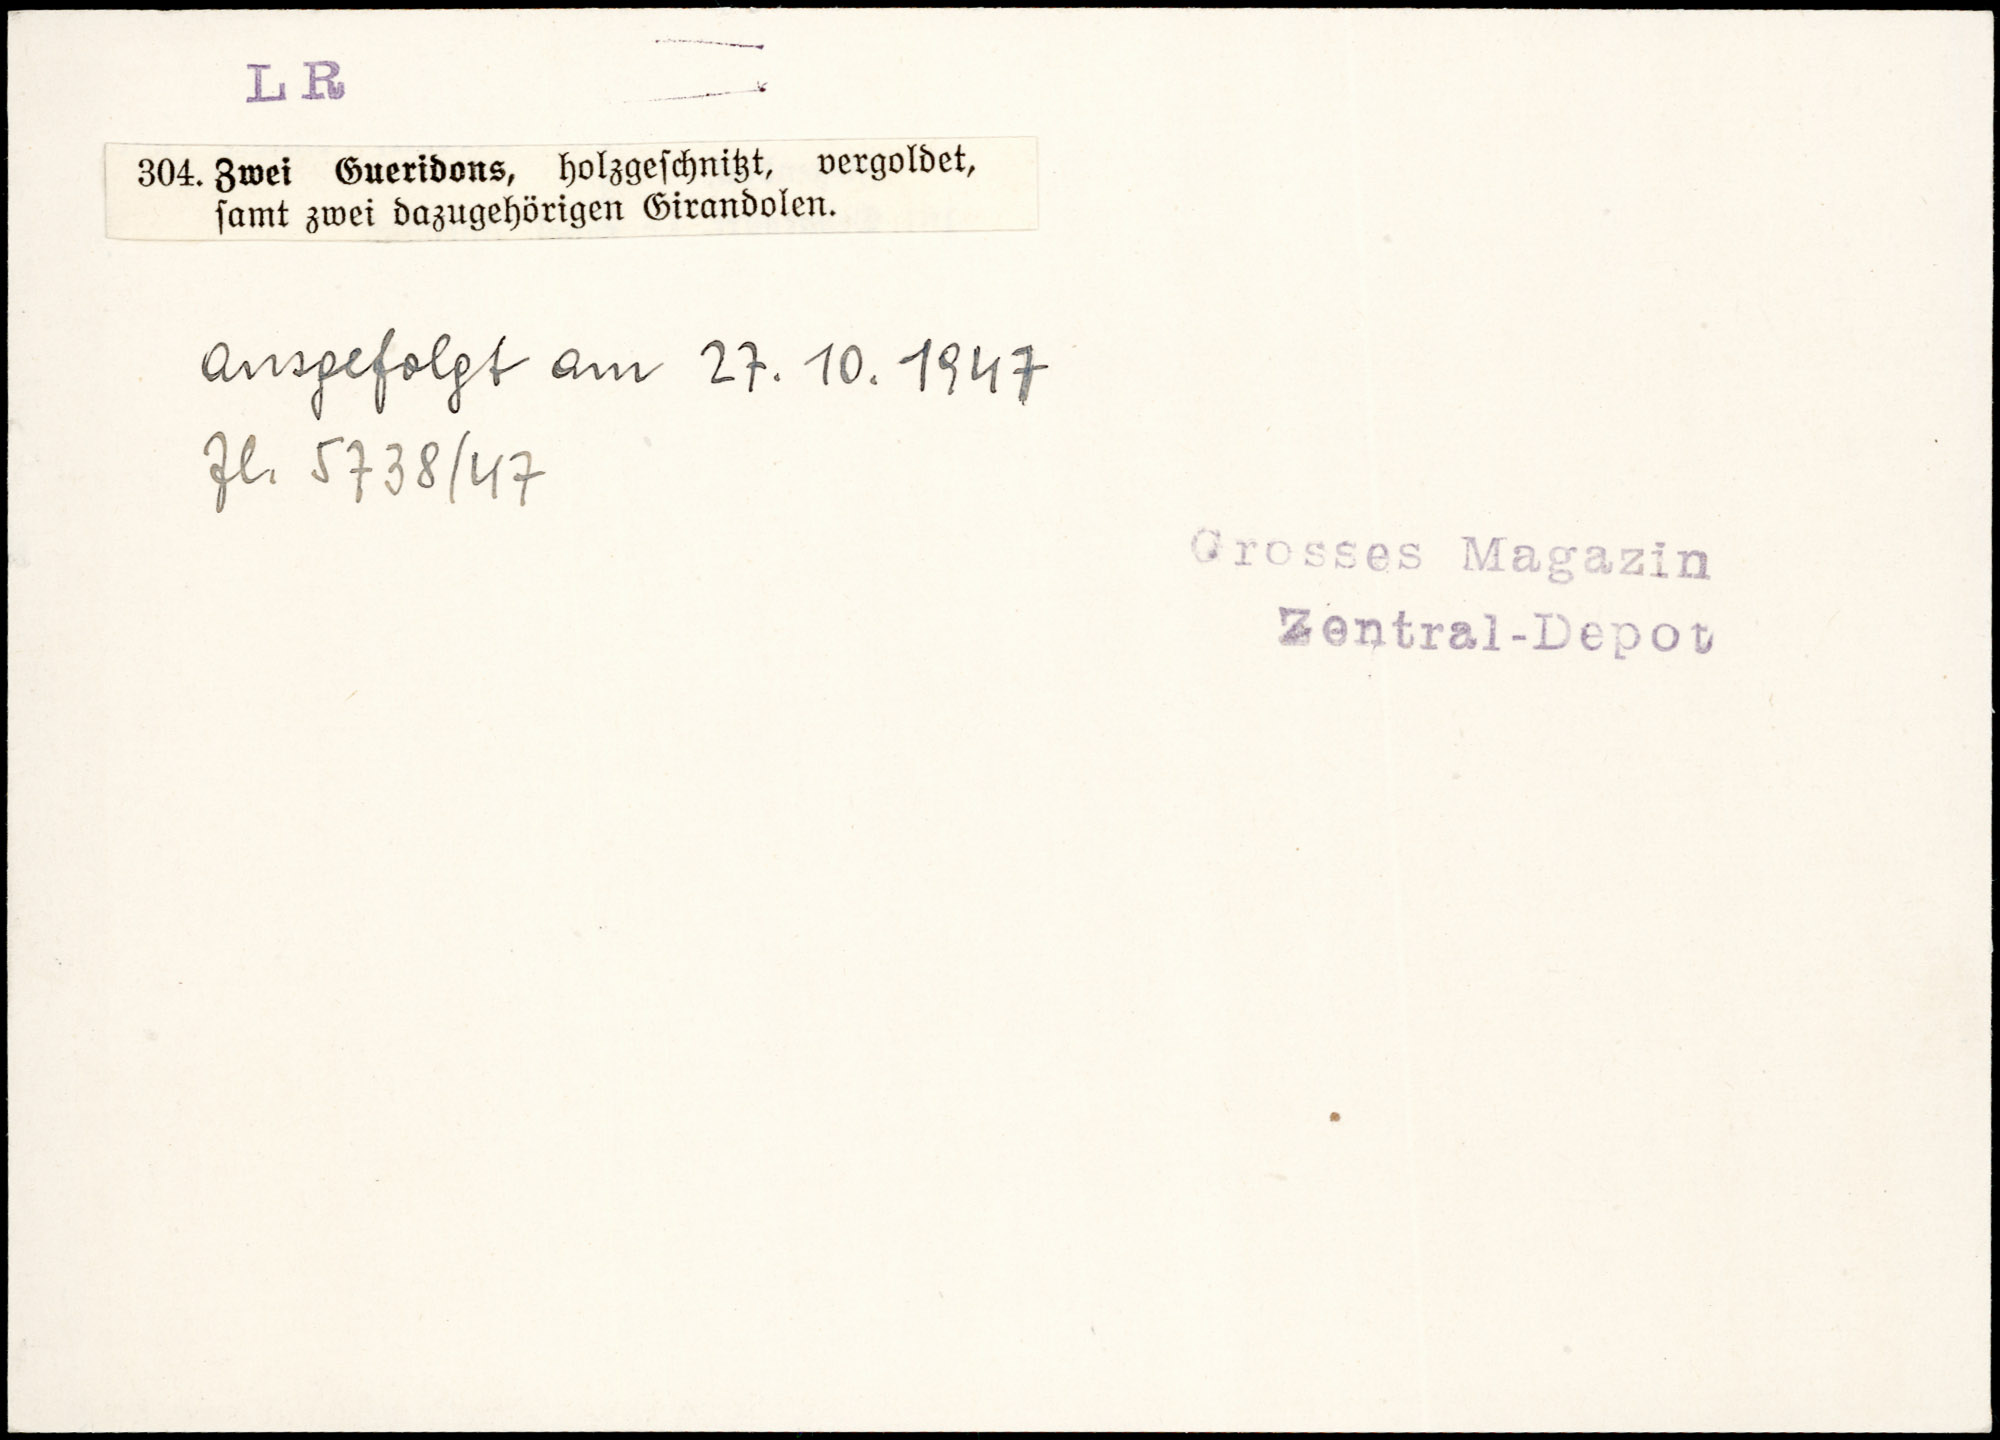 LR
304. Zwei Gueridons, holzgeschnitzt, vergoldet,
samt zwei dazugehörigen Girandolen.
ausgefolgt am 27. 10. 1947
Zl. 5738/47
Grosses Magazin
Zentral-Depot